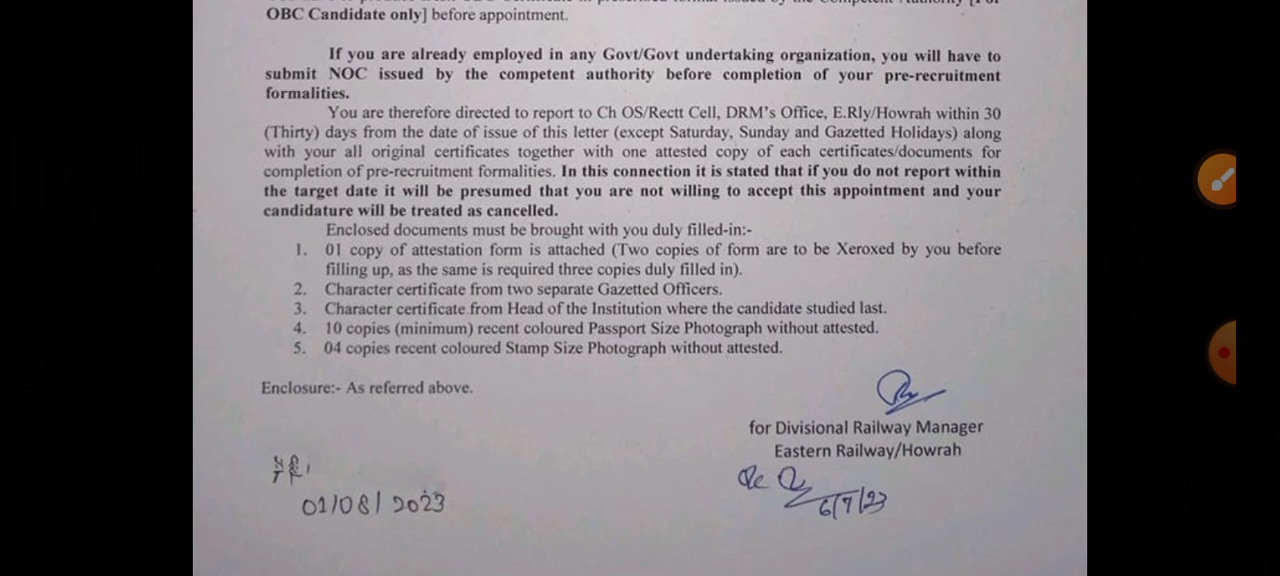 OBC Candidate only] before appointment.
If you are already employed in any Govt/Govt undertaking organization, you will have to
submit NOC issued by the competent authority before completion of your pre-recruitment
formalities.
You are therefore directed to report to Ch OS/Rectt Cell, DRM's Office, E.Rly/Howrah within 30
(Thirty) days from the date of issue of this letter (except Saturday, Sunday and Gazetted Holidays) along
with your all original certificates together with one attested copy of each certificates/documents for
completion of pre-recruitment formalities. In this connection it is stated that if you do not report within
the target date it will be presumed that you are not willing to accept this appointment and your
candidature will be treated as cancelled.
Enclosed documents must be brought with you duly filled-in:-
1. 01 copy of attestation form is attached (Two copies of form are to be Xeroxed by you before
filling up, as the same is required three copies duly filled in).
2. Character certificate from two separate Gazetted Officers.
3. Character certificate from Head of the Institution where the candidate studied last.
4. 10 copies (minimum) recent coloured Passport Size Photograph without attested.
5. 04 copies recent coloured Stamp Size Photograph without attested.
Enclosure:- As referred above.
for Divisional Railway Manager
Eastern Railway/Howrah
01/08/2023
6/7/23